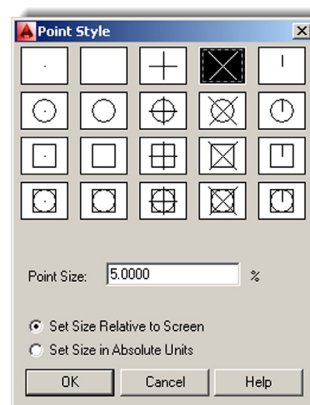 Point Style
Point Size: 5.0000 %
Set Size Relative to Screen
Set Size in Absolute Units
OK Cancel Help